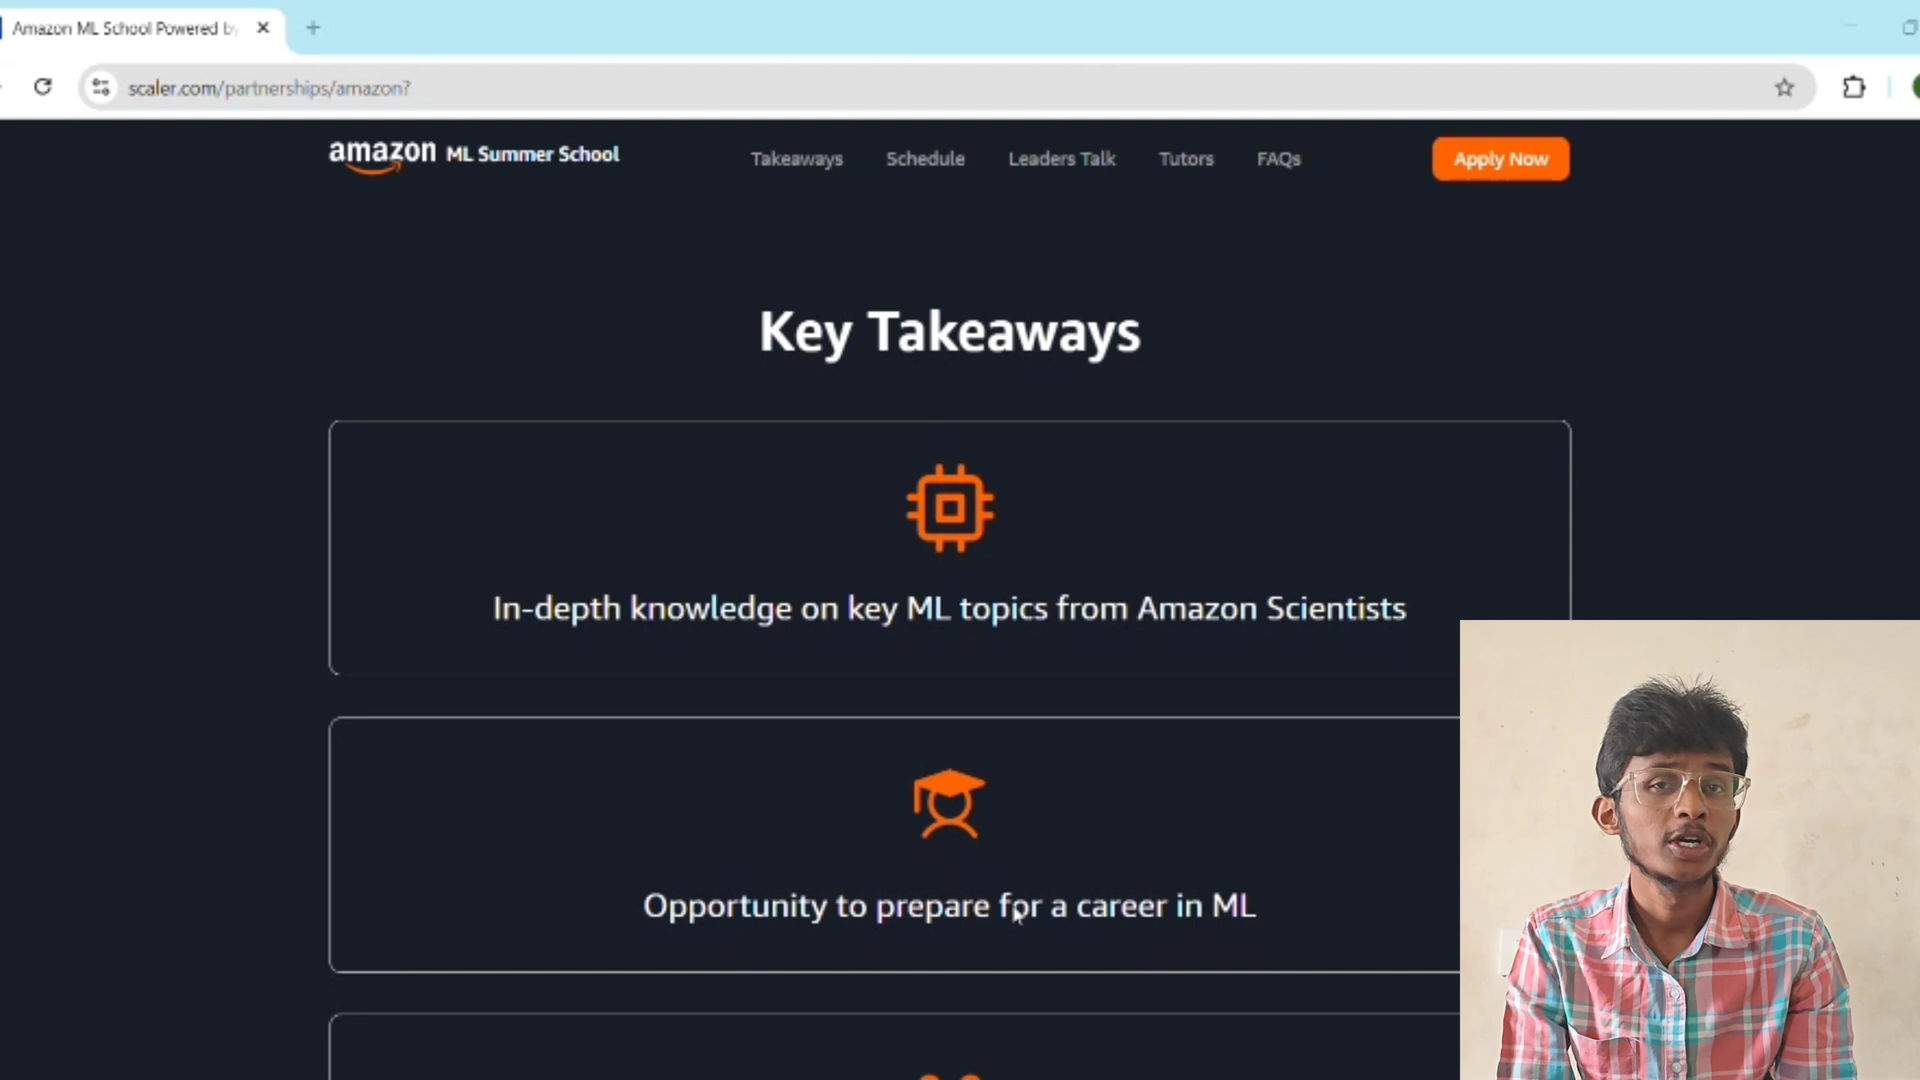 Amazon ML School Powered by
scaler.com/partnerships/amazon?
amazon ML Summer School
Takeaways
Schedule
Leaders Talk
Tutors
FAQs
Apply Now
Key Takeaways
In-depth knowledge on key ML topics from Amazon Scientists
Opportunity to prepare for a career in ML